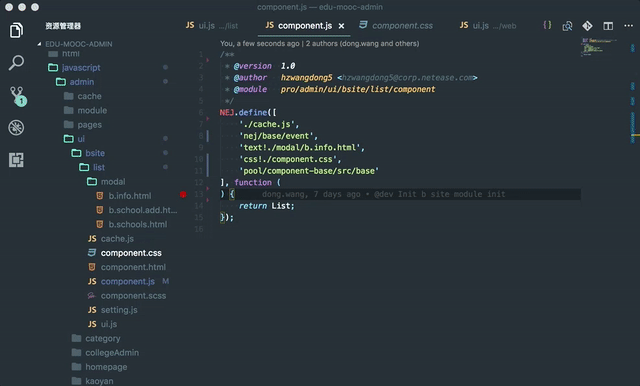 component.js — edu-mooc-admin
资源管理器
ui.js .../list
component.js
component.css
ui.js .../web
EDU-MOOC-ADMIN
html
javascript
admin
cache
module
pages
ui
bsite
list
modal
b.info.html
b.school.add.ht...
b.schools.html
cache.js
component.css
component.html
component.js M
component.scss
setting.js
ui.js
category
collegeAdmin
homepage
kaoyan
1
You, a few seconds ago | 2 authors (dong.wang and others)
1 /**
2 * @version 1.0
3 * @author hzwangdong5 <hzwangdong5@corp.netease.com>
4 * @module pro/admin/ui/bsite/list/component
5 */
6 NEJ.define([
7 './cache.js',
8 'nej/base/event',
9 'text!./modal/b.info.html',
10 'css!./component.css',
11 'pool/component-base/src/base'
12 ], function (
13 ) { dong.wang, 7 days ago • @dev Init b site module init
14 return List;
15 });
16